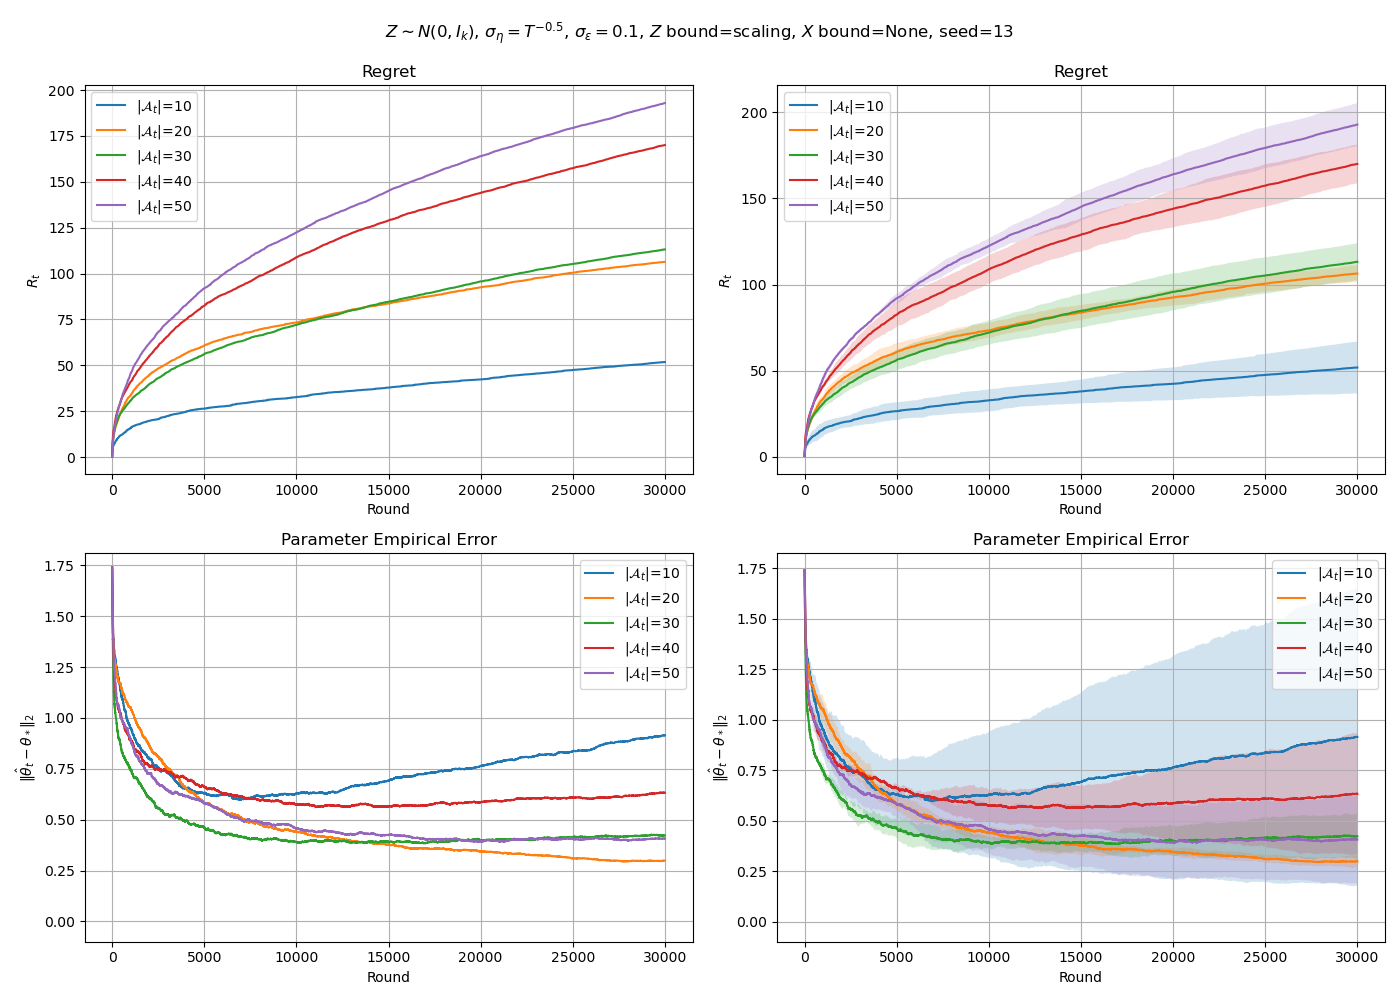 Z ~ N(0, I_k), σ_η = T^{-0.5}, σ_ε = 0.1, Z bound=scaling, X bound=None, seed=13
Regret
R_t
200
175
150
125
100
75
50
25
0
|𝒜_t|=10
|𝒜_t|=20
|𝒜_t|=30
|𝒜_t|=40
|𝒜_t|=50
0 5000 10000 15000 20000 25000 30000
Round
Regret
R_t
200
150
100
50
0
|𝒜_t|=10
|𝒜_t|=20
|𝒜_t|=30
|𝒜_t|=40
|𝒜_t|=50
0 5000 10000 15000 20000 25000 30000
Round
Parameter Empirical Error
‖θ̂_t − θ_*‖_2
1.75
1.50
1.25
1.00
0.75
0.50
0.25
0.00
|𝒜_t|=10
|𝒜_t|=20
|𝒜_t|=30
|𝒜_t|=40
|𝒜_t|=50
0 5000 10000 15000 20000 25000 30000
Round
Parameter Empirical Error
‖θ̂_t − θ_*‖_2
1.75
1.50
1.25
1.00
0.75
0.50
0.25
0.00
|𝒜_t|=10
|𝒜_t|=20
|𝒜_t|=30
|𝒜_t|=40
|𝒜_t|=50
0 5000 10000 15000 20000 25000 30000
Round